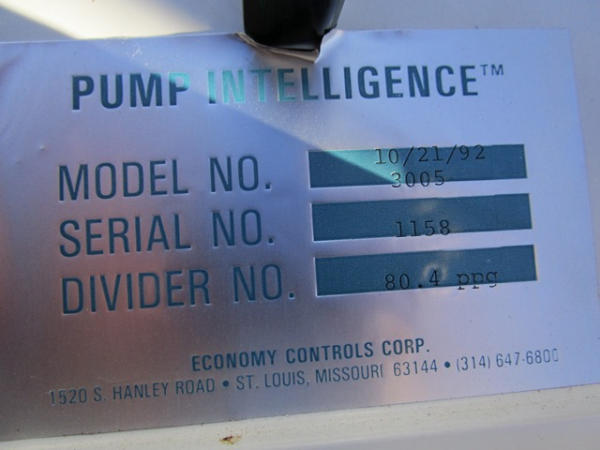 PUMP INTELLIGENCE™
10/21/92
MODEL NO. 3005
SERIAL NO. 1158
DIVIDER NO. 80.4 ppg
ECONOMY CONTROLS CORP.
1520 S. HANLEY ROAD • ST. LOUIS, MISSOURI 63144 • (314) 647-6800